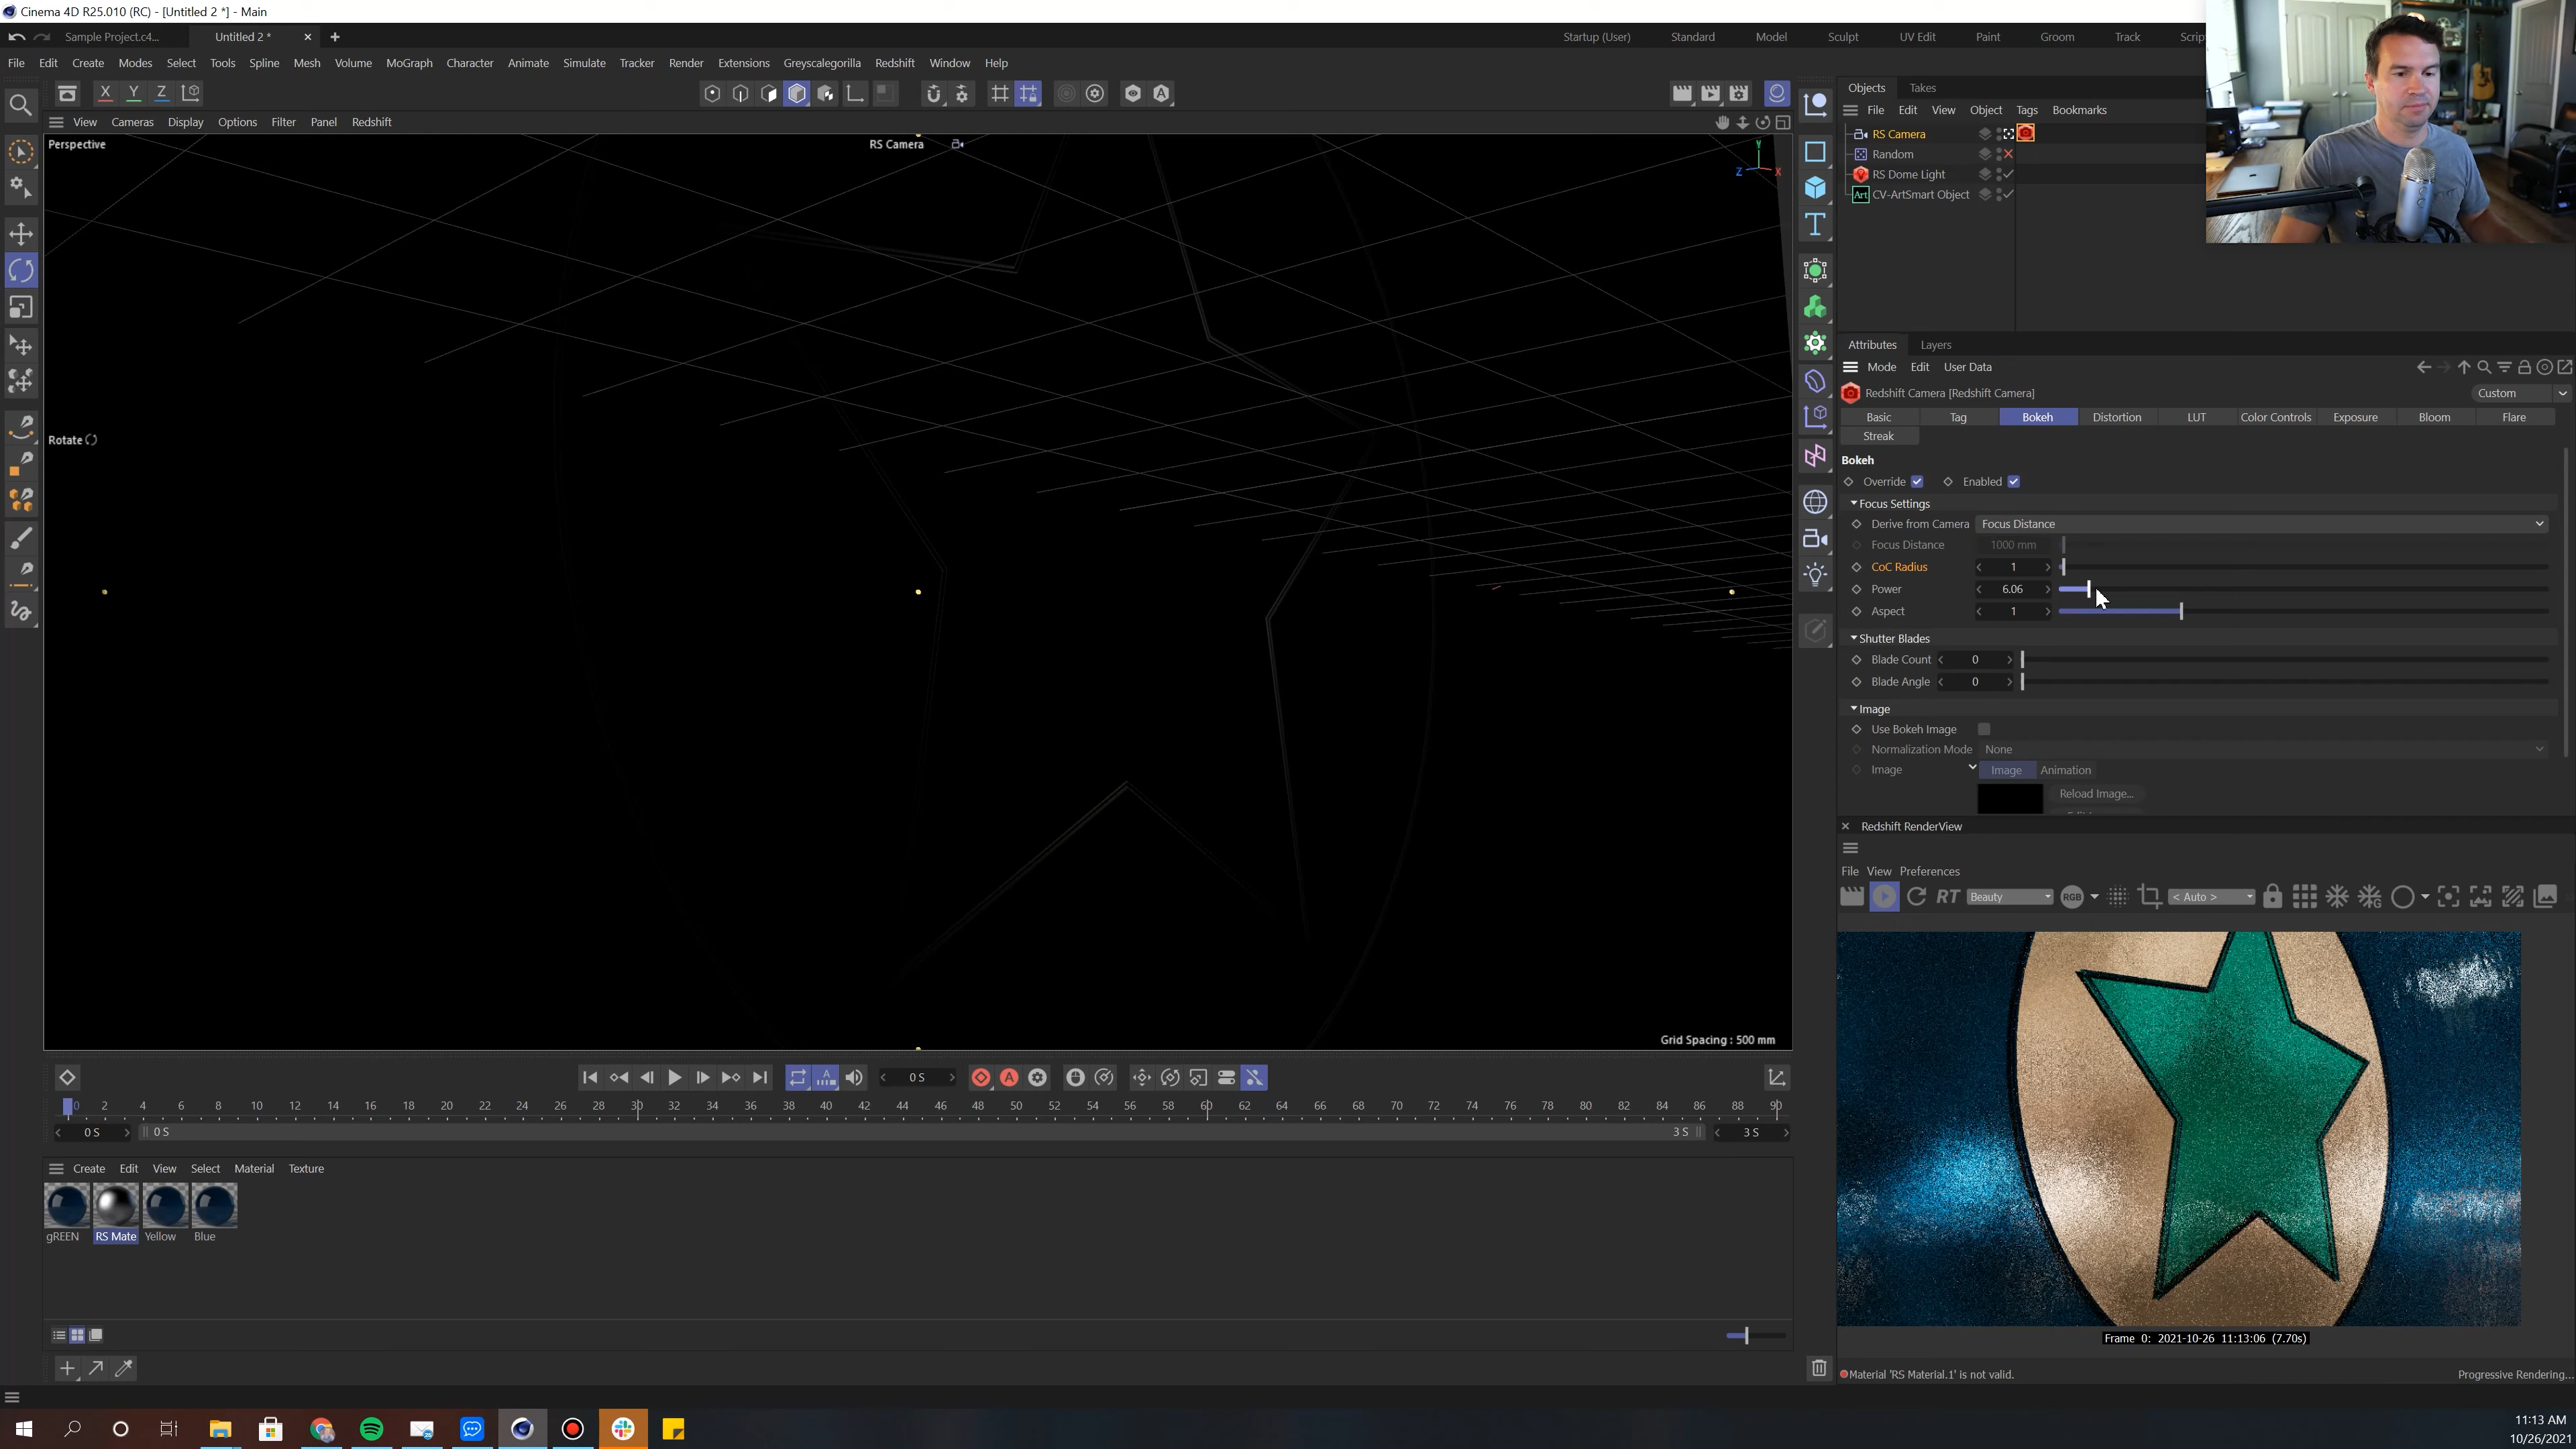 Cinema 4D R25.010 (RC) - [Untitled 2 *] - Main
Sample Project.c4... Untitled 2 * Startup (User) Standard Model Sculpt UV Edit Paint Groom Track Scrip
File Edit Create Modes Select Tools Spline Mesh Volume MoGraph Character Animate Simulate Tracker Render Extensions Greyscalegorilla Redshift Window Help
X Y Z
View Cameras Display Options Filter Panel Redshift
Perspective
RS Camera
Y
Z X
Rotate
Grid Spacing : 500 mm
Objects Takes
File Edit View Object Tags Bookmarks
RS Camera
Random
RS Dome Light
Art CV-ArtSmart Object
Attributes Layers
Mode Edit User Data
Redshift Camera [Redshift Camera] Custom
Basic Tag Bokeh Distortion LUT Color Controls Exposure Bloom Flare
Streak
Bokeh
Override Enabled
Focus Settings
Derive from Camera Focus Distance
Focus Distance 1000 mm
CoC Radius 1
Power 6.06
Aspect 1
Shutter Blades
Blade Count 0
Blade Angle 0
Image
Use Bokeh Image
Normalization Mode None
Image Image Animation
Reload Image...
Redshift RenderView
File View Preferences
RT Beauty RGB < Auto >
Frame 0: 2021-10-26 11:13:06 (7.70s)
Material 'RS Material.1' is not valid. Progressive Rendering...
0 S
0 2 4 6 8 10 12 14 16 18 20 22 24 26 28 30 32 34 36 38 40 42 44 46 48 50 52 54 56 58 60 62 64 66 68 70 72 74 76 78 80 82 84 86 88 90
0 S 0 S 3 S 3 S
Create Edit View Select Material Texture
gREEN RS Mate Yellow Blue
11:13 AM
10/26/2021